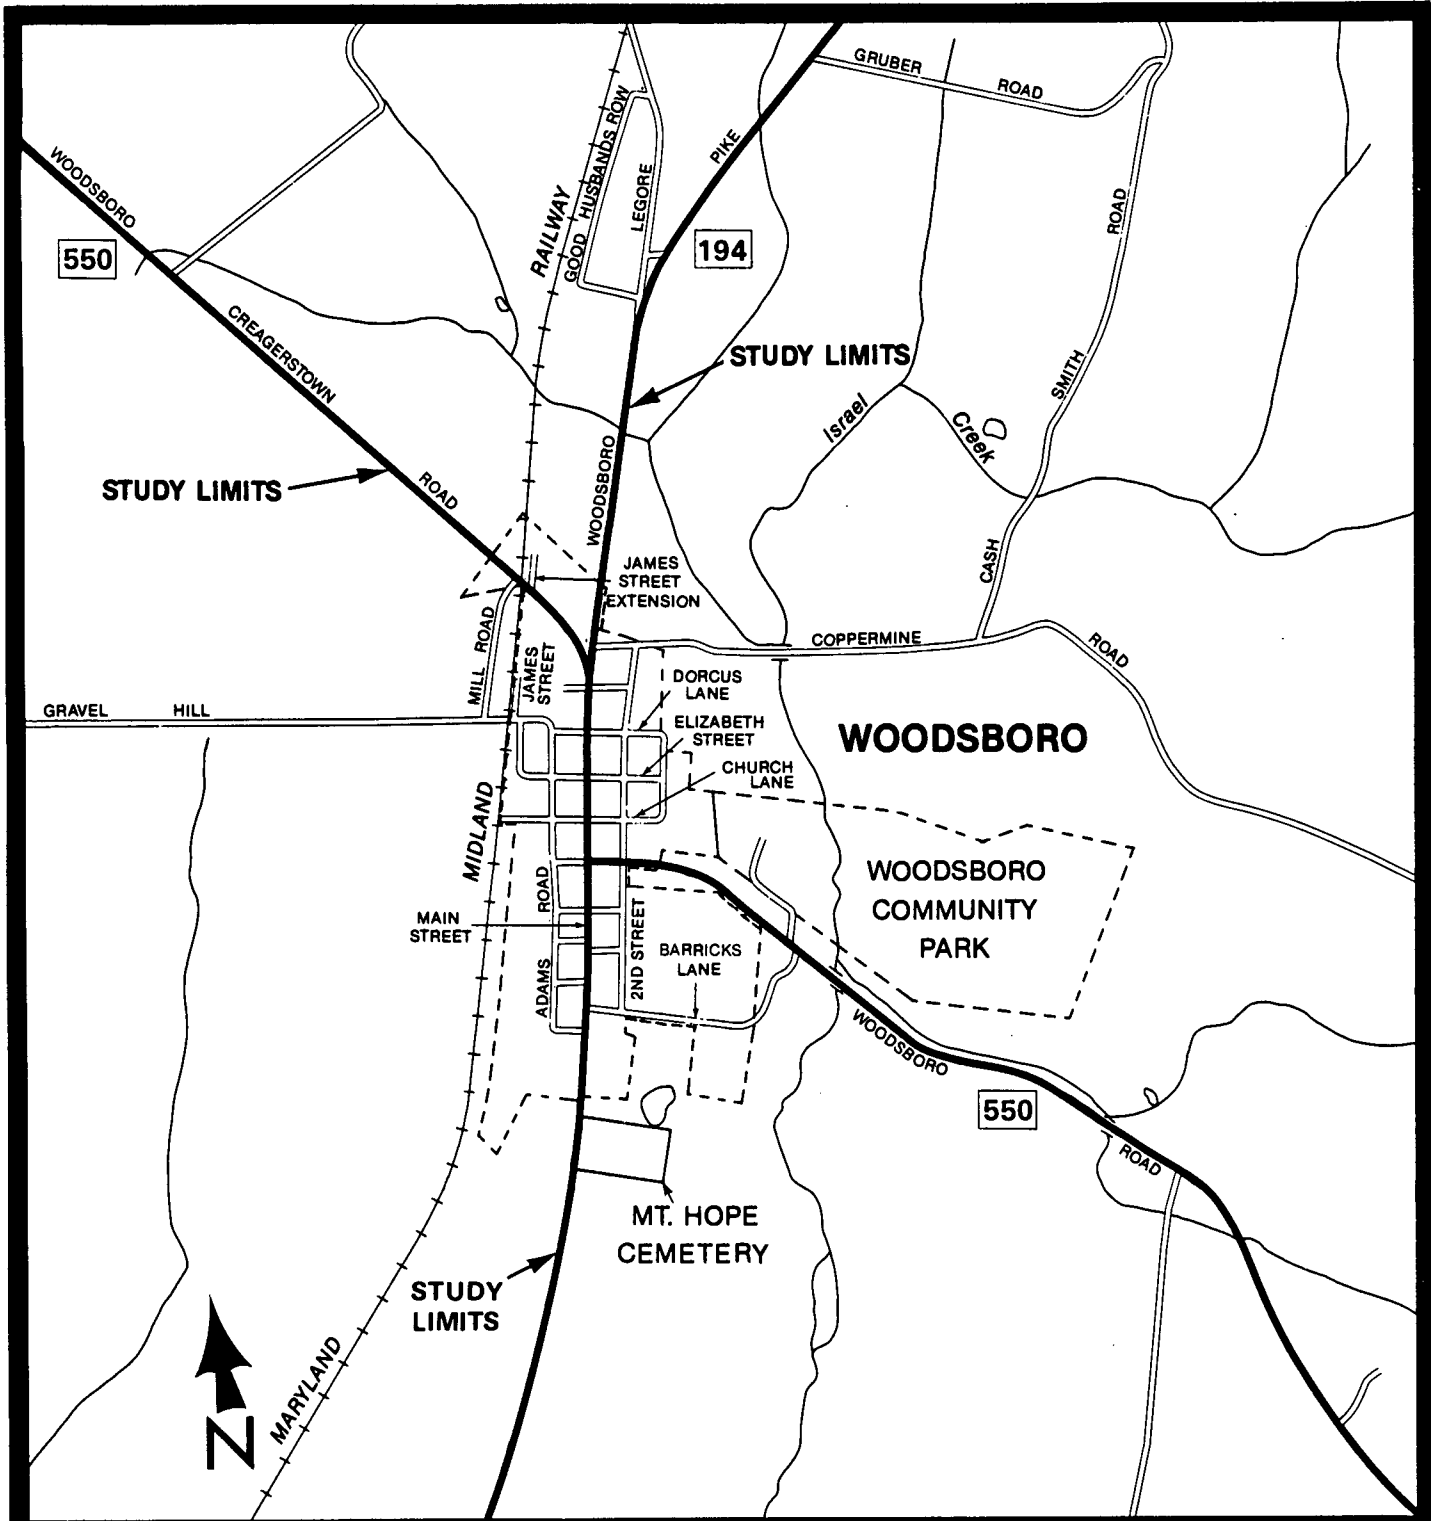 GRUBER ROAD
WOODSBORO
550
CREAGERSTOWN
ROAD
RAILWAY
GOOD HUSBANDS ROW
LEGORE
PIKE
194
ROAD
SMITH
CASH
STUDY LIMITS
Israel
Creek
STUDY LIMITS
WOODSBORO
JAMES
STREET
EXTENSION
MILL ROAD
JAMES
STREET
COPPERMINE
ROAD
DORCUS
LANE
GRAVEL HILL
ELIZABETH
STREET
CHURCH
LANE
WOODSBORO
MIDLAND
WOODSBORO
COMMUNITY
PARK
MAIN
STREET
ADAMS ROAD
2ND STREET
BARRICKS
LANE
WOODSBORO
550
ROAD
MT. HOPE
CEMETERY
STUDY
LIMITS
MARYLAND
N